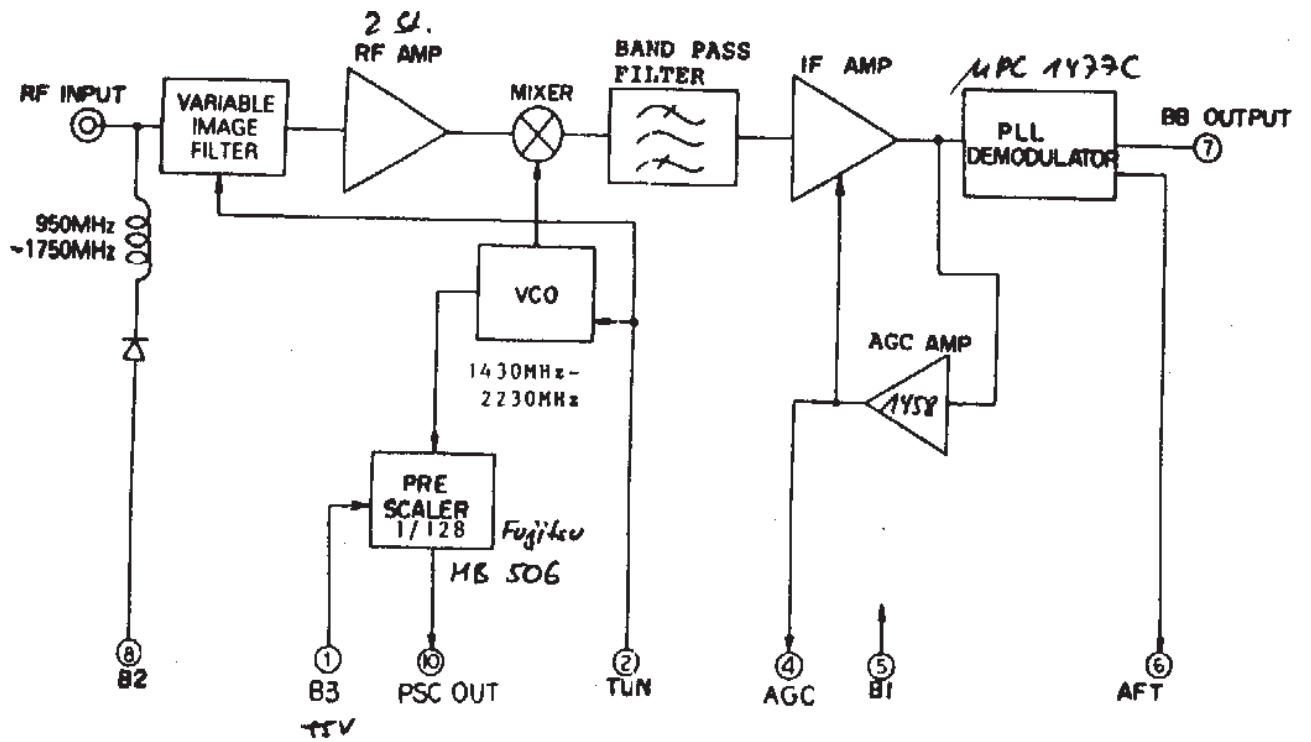 2 St.
RF AMP
RF INPUT
VARIABLE
IMAGE
FILTER
MIXER
BAND PASS
FILTER
IF AMP
µPC 1477C
PLL
DEMODULATOR
BB OUTPUT
7
950MHz
~1750MHz
VCO
1430MHz-
2230MHz
AGC AMP
1458
PRE
SCALER
1/128
Fujitsu
MB 506
8
B2
1
B3
+5V
10
PSC OUT
2
TUN
4
AGC
5
B1
6
AFT